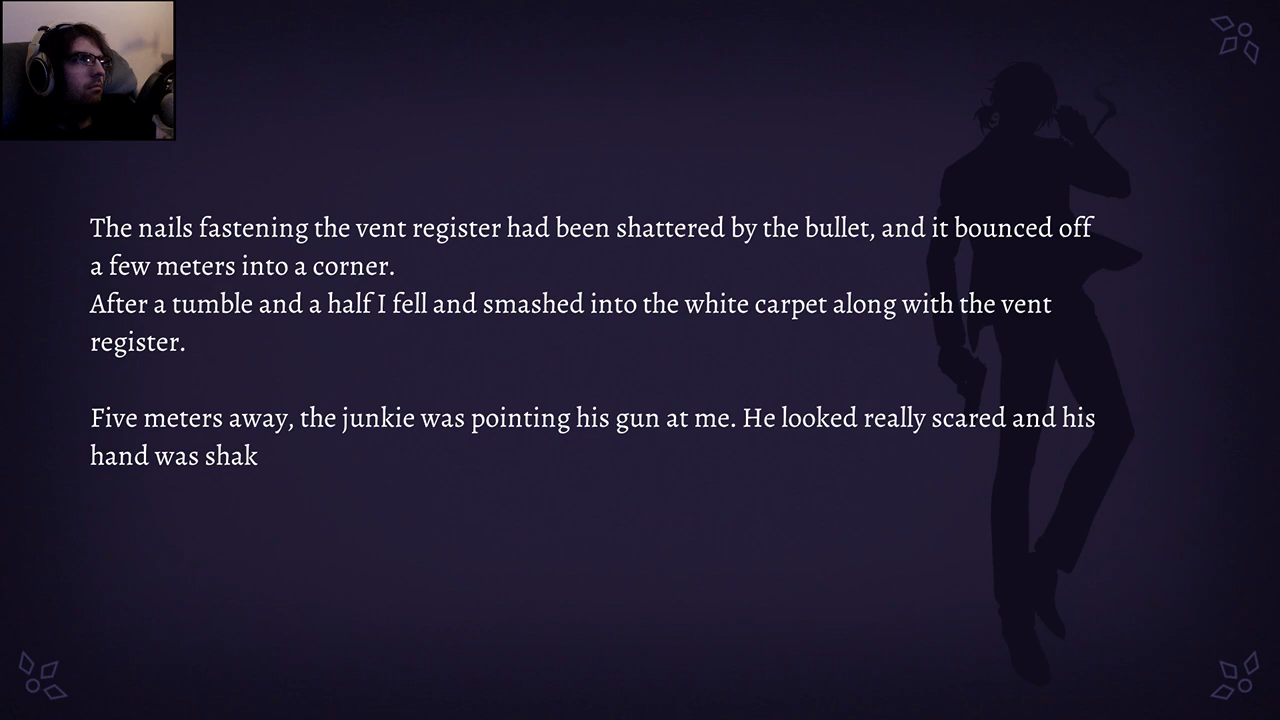 The nails fastening the vent register had been shattered by the bullet, and it bounced off
a few meters into a corner.
After a tumble and a half I fell and smashed into the white carpet along with the vent
register.
Five meters away, the junkie was pointing his gun at me. He looked really scared and his
hand was shak